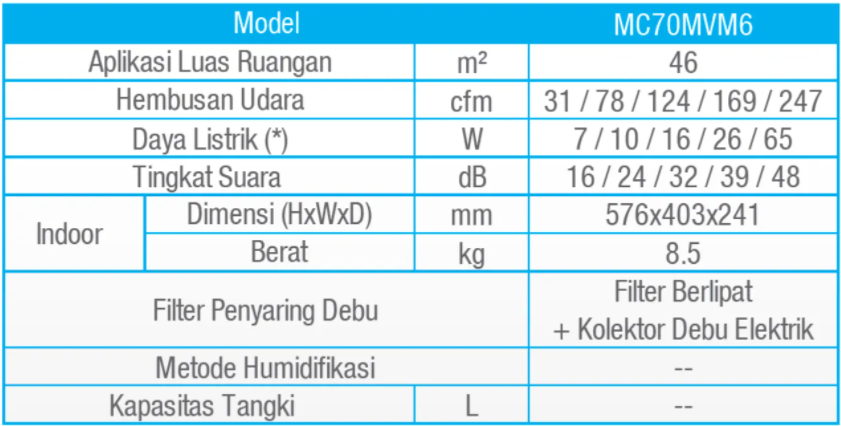 Model MC70MVM6
Aplikasi Luas Ruangan m² 46
Hembusan Udara cfm 31 / 78 / 124 / 169 / 247
Daya Listrik (*) W 7 / 10 / 16 / 26 / 65
Tingkat Suara dB 16 / 24 / 32 / 39 / 48
Indoor Dimensi (HxWxD) mm 576x403x241
Berat kg 8.5
Filter Penyaring Debu Filter Berlipat
+ Kolektor Debu Elektrik
Metode Humidifikasi --
Kapasitas Tangki L --